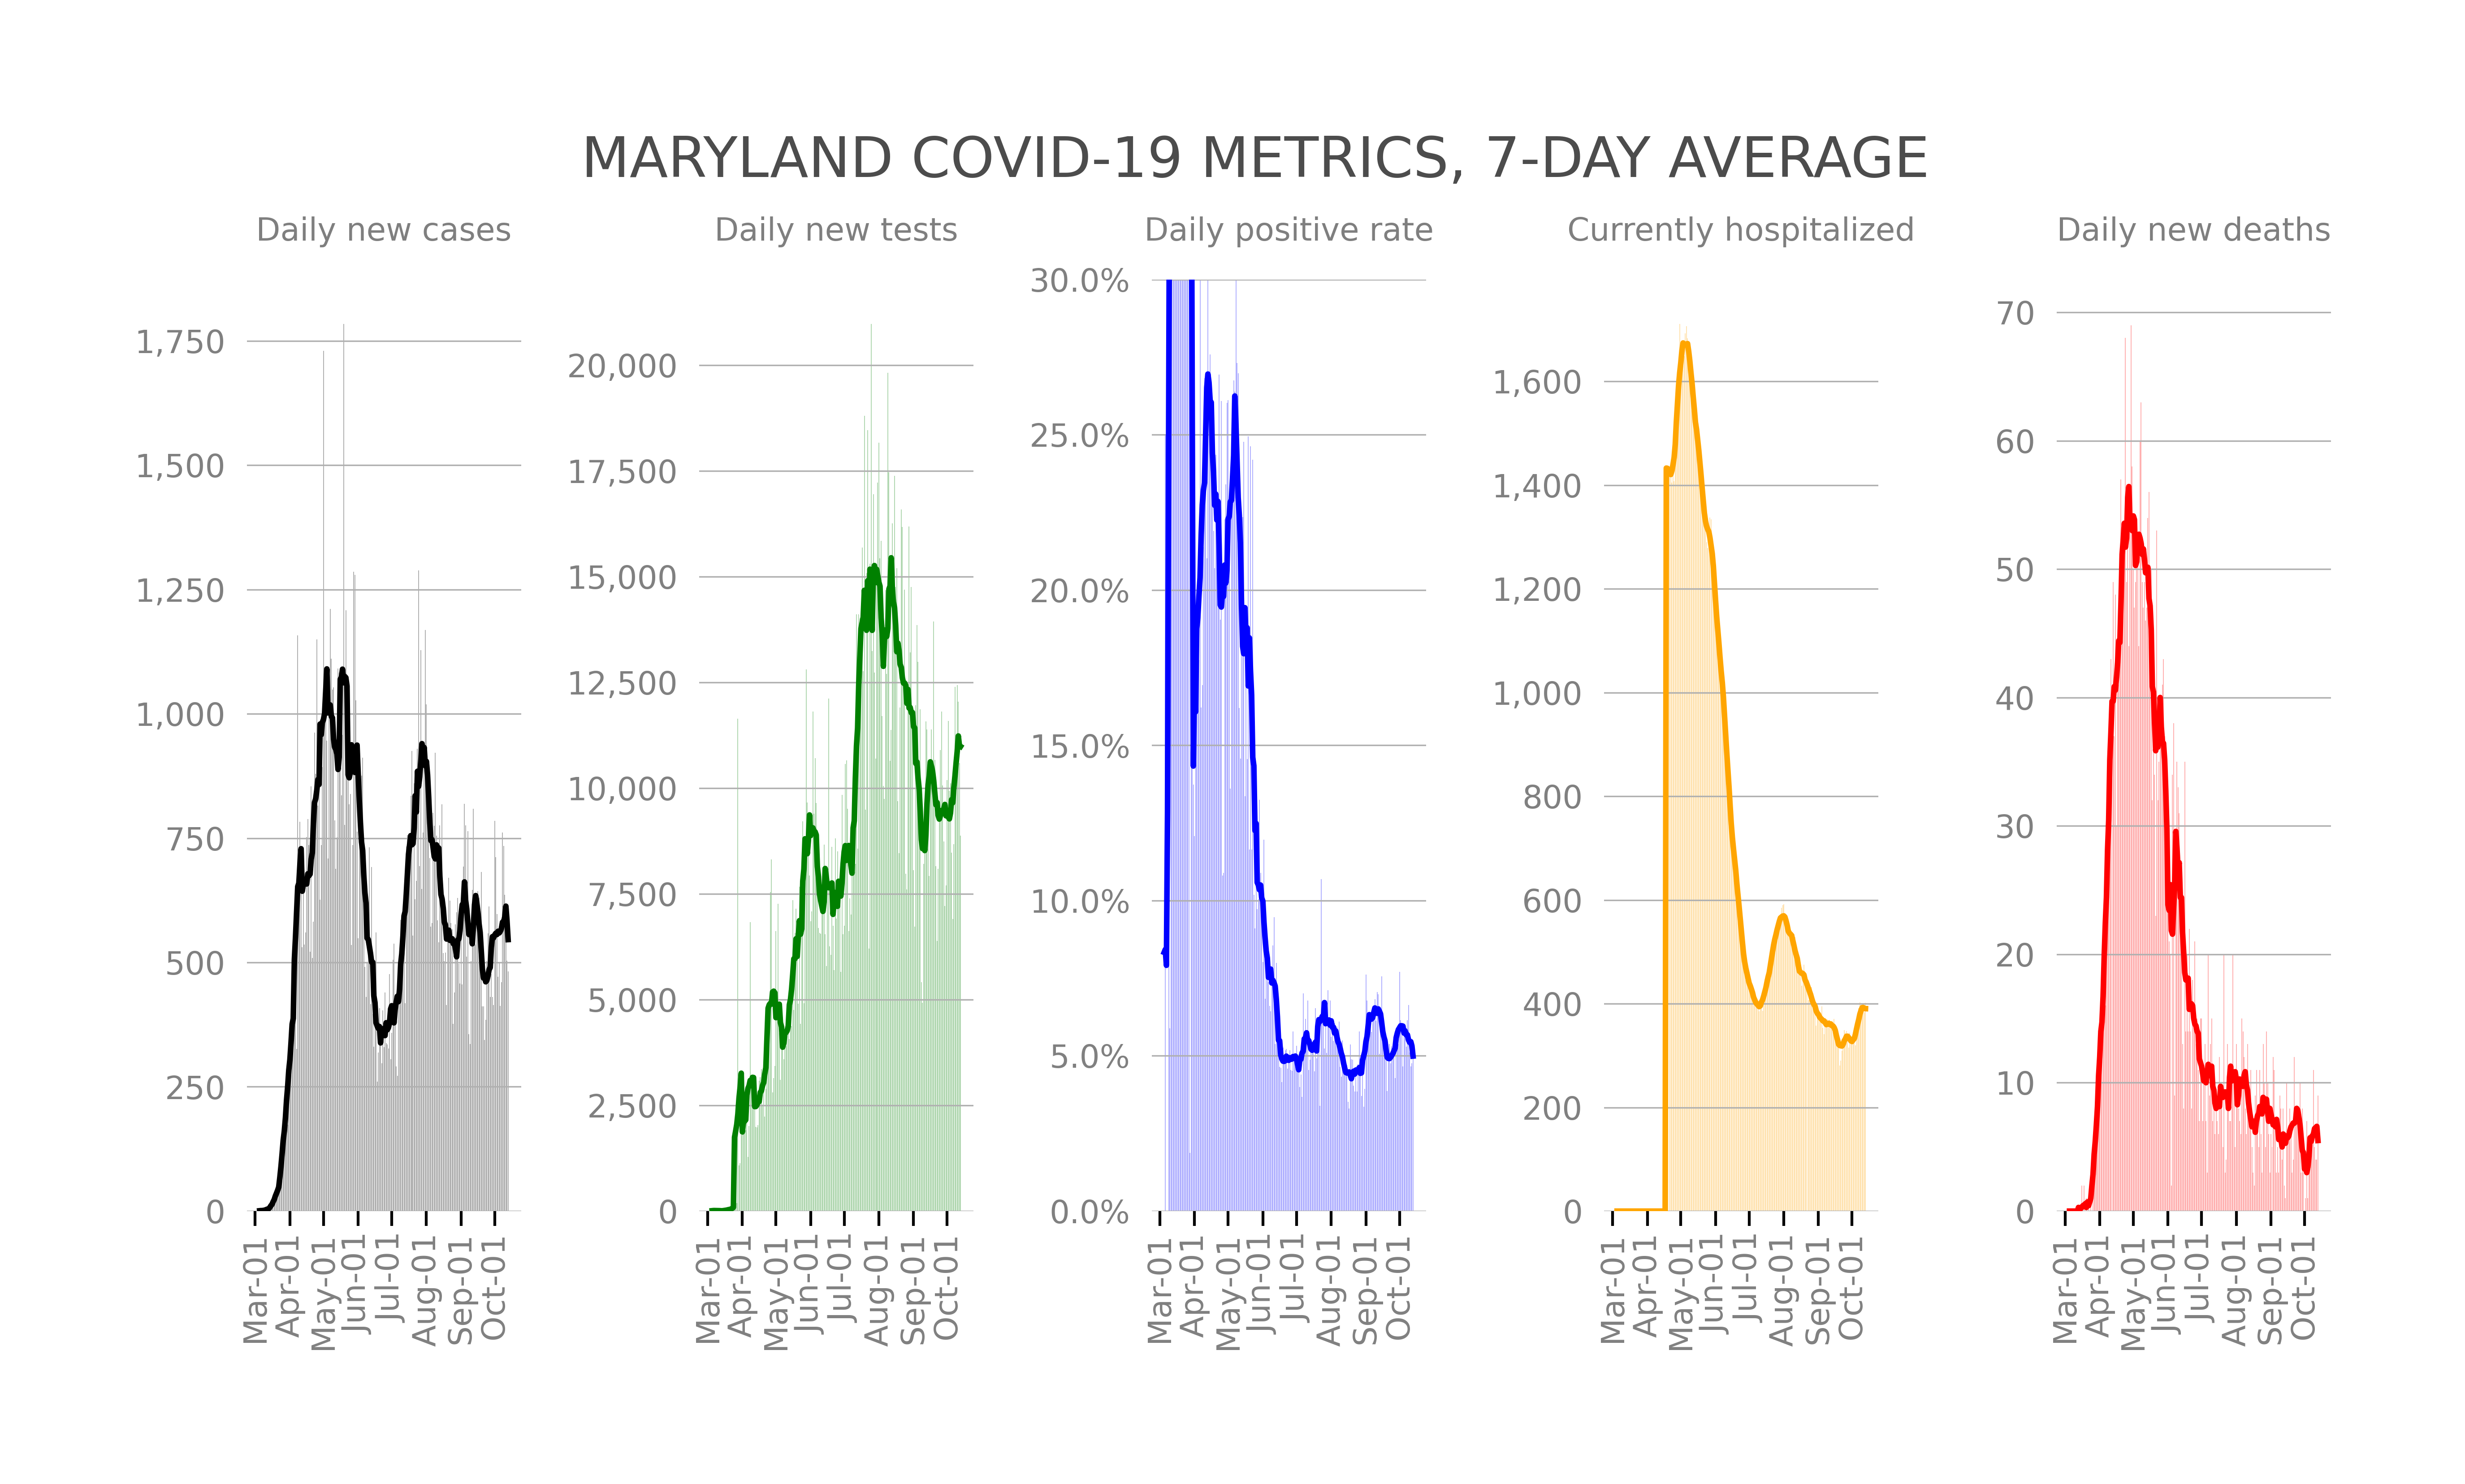 MARYLAND COVID-19 METRICS, 7-DAY AVERAGE
Daily new cases
1,750
1,500
1,250
1,000
750
500
250
0
Mar-01
Apr-01
May-01
Jun-01
Jul-01
Aug-01
Sep-01
Oct-01
Daily new tests
20,000
17,500
15,000
12,500
10,000
7,500
5,000
2,500
0
Mar-01
Apr-01
May-01
Jun-01
Jul-01
Aug-01
Sep-01
Oct-01
Daily positive rate
30.0%
25.0%
20.0%
15.0%
10.0%
5.0%
0.0%
Mar-01
Apr-01
May-01
Jun-01
Jul-01
Aug-01
Sep-01
Oct-01
Currently hospitalized
1,600
1,400
1,200
1,000
800
600
400
200
0
Mar-01
Apr-01
May-01
Jun-01
Jul-01
Aug-01
Sep-01
Oct-01
Daily new deaths
70
60
50
40
30
20
10
0
Mar-01
Apr-01
May-01
Jun-01
Jul-01
Aug-01
Sep-01
Oct-01